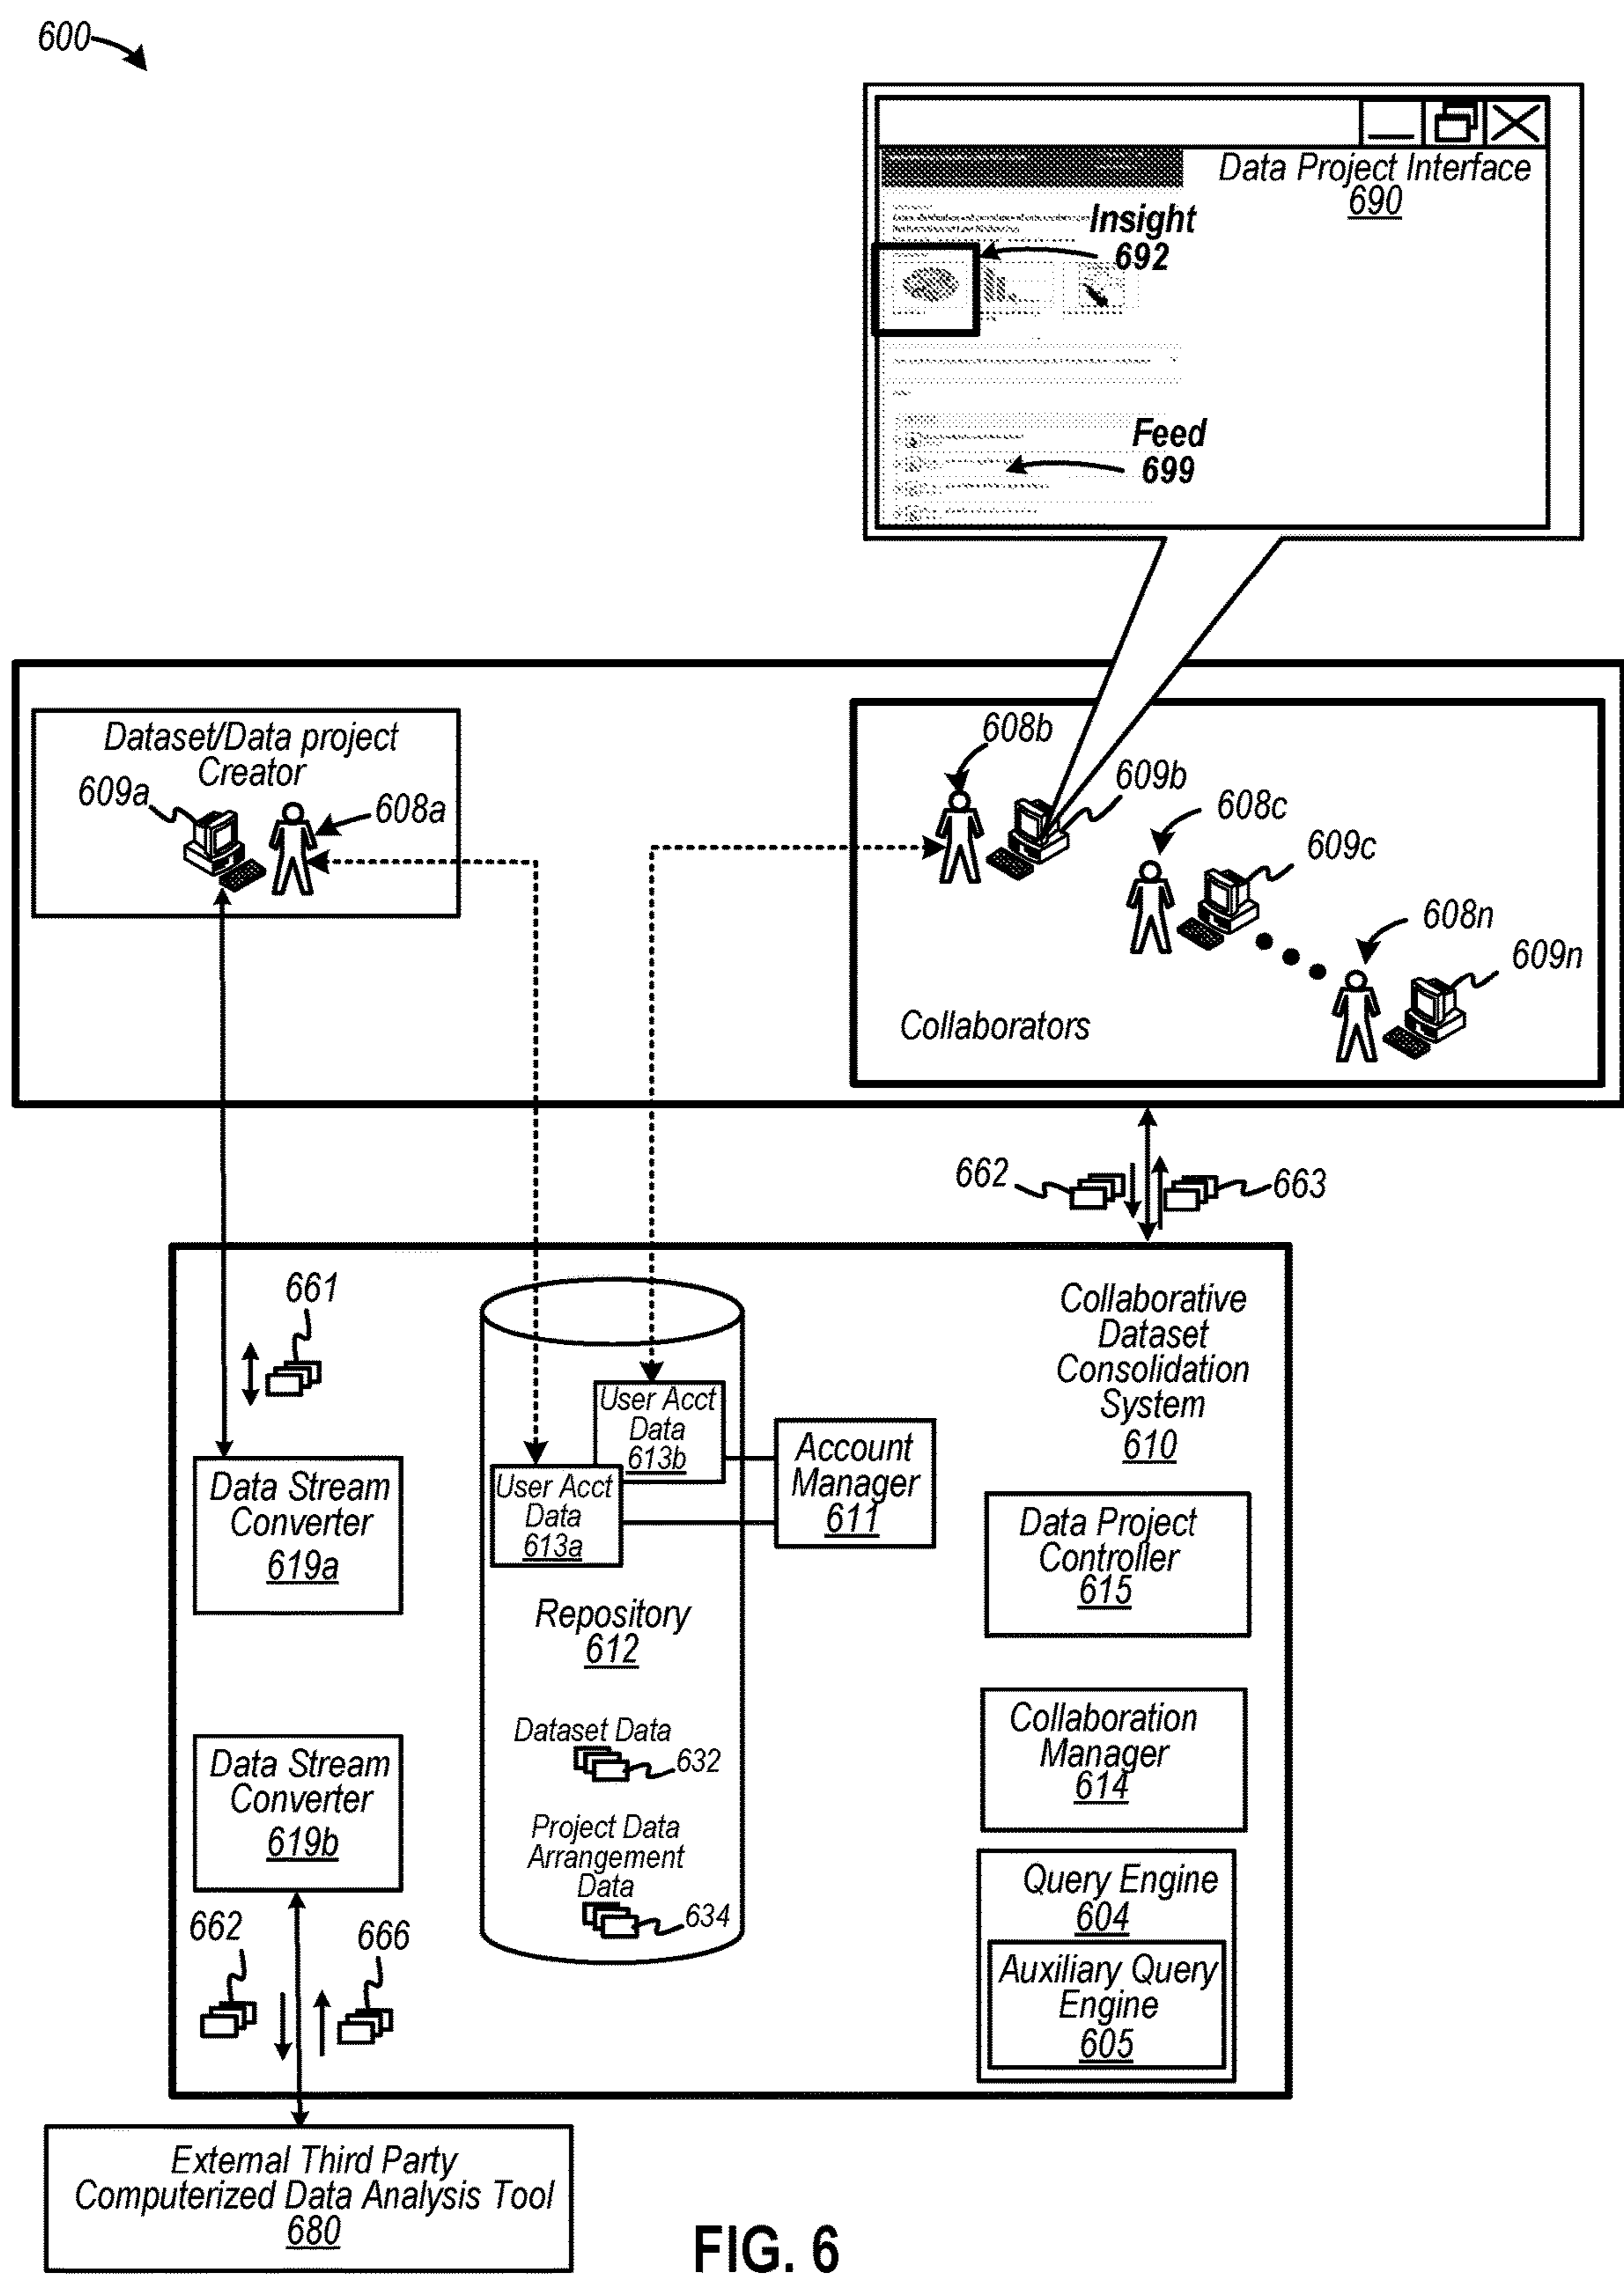 600
Data Project Interface
690
Insight
692
Feed
699
Dataset/Data project
Creator
609a
608a
608b
609b
608c
609c
608n
609n
Collaborators
662
663
661
Collaborative
Dataset
Consolidation
System
610
User Acct
Data
613b
User Acct
Data
613a
Account
Manager
611
Data Stream
Converter
619a
Data Project
Controller
615
Repository
612
Collaboration
Manager
614
Dataset Data
632
Data Stream
Converter
619b
Project Data
Arrangement
Data
634
Query Engine
604
Auxiliary Query
Engine
605
662
666
External Third Party
Computerized Data Analysis Tool
680
FIG. 6